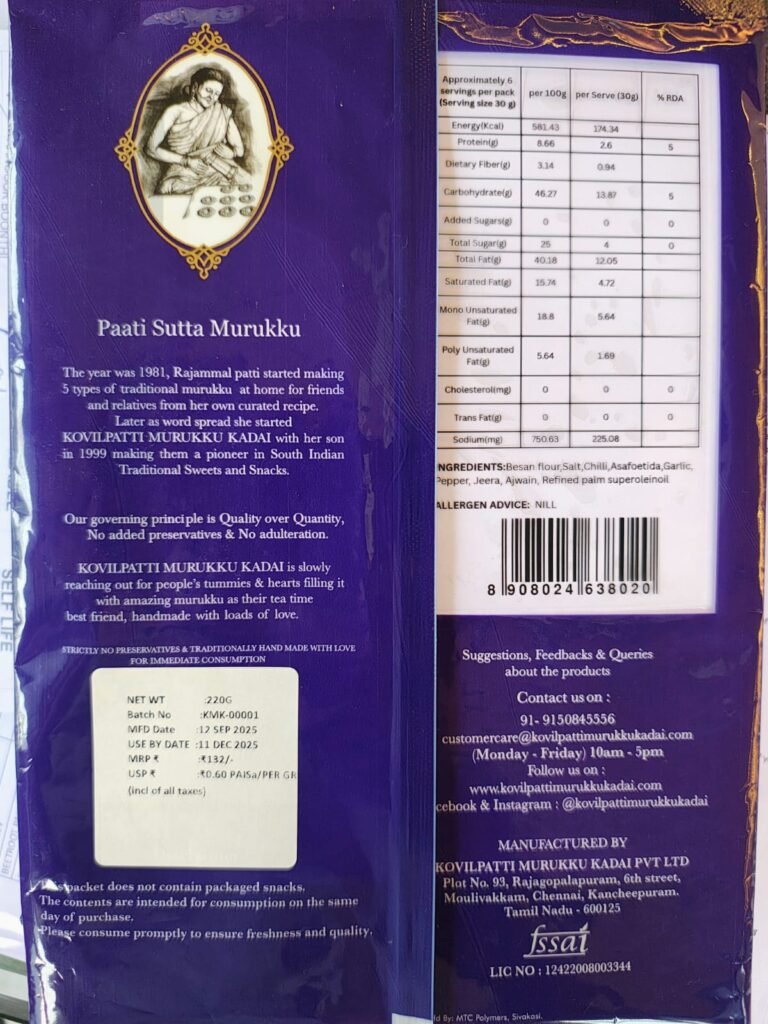 Paati Sutta Murukku
The year was 1981, Rajammal patti started making
5 types of traditional murukku at home for friends
and relatives from her own curated recipe.
Later as word spread she started
KOVILPATTI MURUKKU KADAI with her son
in 1999 making them a pioneer in South Indian
Traditional Sweets and Snacks.
Our governing principle is Quality over Quantity,
No added preservatives & No adulteration.
KOVILPATTI MURUKKU KADAI is slowly
reaching out for people's tummies & hearts filling it
with amazing murukku as their tea time
best friend, handmade with loads of love.
STRICTLY NO PRESERVATIVES & TRADITIONALLY HAND MADE WITH LOVE
FOR IMMEDIATE CONSUMPTION
NET WT :220G
Batch No :KMK-00001
MFD Date :12 SEP 2025
USE BY DATE :11 DEC 2025
MRP ₹ :₹132/-
USP ₹ :₹0.60 PAISa/PER GR
(incl of all taxes)
packet does not contain packaged snacks.
The contents are intended for consumption on the same
day of purchase.
Please consume promptly to ensure freshness and quality.
Approximately 6
servings per pack
(Serving size 30 g) per 100g per Serve (30g) % RDA
Energy(Kcal) 581.43 174.34
Protein(g) 8.66 2.6 5
Dietary Fiber(g) 3.14 0.94
Carbohydrate(g) 46.27 13.87 5
Added Sugars(g) 0 0 0
Total Sugar(g) 25 4 0
Total Fat(g) 40.18 12.05
Saturated Fat(g) 15.74 4.72
Mono Unsaturated
Fat(g) 18.8 5.64
Poly Unsaturated
Fat(g) 5.64 1.69
Cholesterol(mg) 0 0 0
Trans Fat(g) 0 0 0
Sodium(mg) 750.63 225.08
NGREDIENTS:Besan flour,Salt,Chilli,Asafoetida,Garlic,
Pepper, Jeera, Ajwain, Refined palm superoleinoil
ALLERGEN ADVICE: NILL
8 908024 638020
Suggestions, Feedbacks & Queries
about the products
Contact us on :
91- 9150845556
customercare@kovilpattimurukkukadai.com
(Monday - Friday) 10am - 5pm
Follow us on :
www.kovilpattimurukkukadai.com
cebook & Instagram : @kovilpattimurukkukadai
MANUFACTURED BY
KOVILPATTI MURUKKU KADAI PVT LTD
Plot No. 93, Rajagopalapuram, 6th street,
Moulivakkam, Chennai, Kancheepuram.
Tamil Nadu - 600125
fssai
LIC NO : 12422008003344
d By: MTC Polymers, Sivakasi.
SELF LIFE